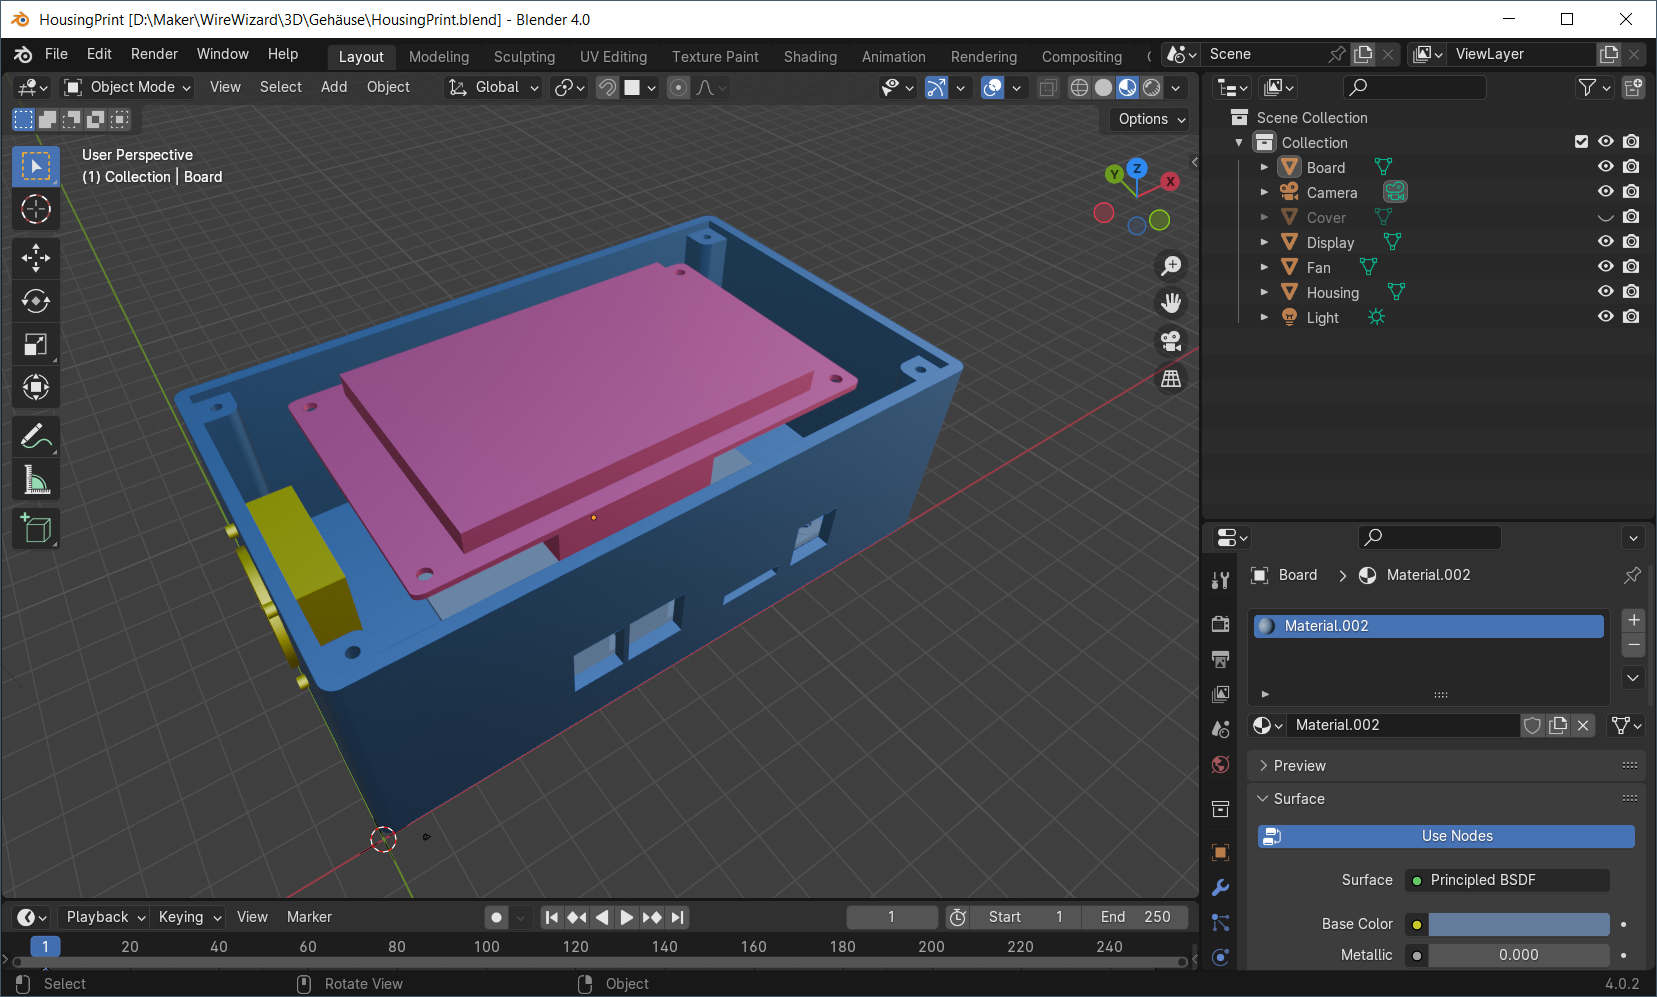 HousingPrint [D:\Maker\WireWizard\3D\Gehäuse\HousingPrint.blend] - Blender 4.0
File Edit Render Window Help Layout Modeling Sculpting UV Editing Texture Paint Shading Animation Rendering Compositing Scene ViewLayer
Object Mode View Select Add Object Global
Options
User Perspective
(1) Collection | Board
Z
Y
X
Scene Collection
Collection
Board
Camera
Cover
Display
Fan
Housing
Light
Board > Material.002
Material.002
Material.002
Preview
Surface
Use Nodes
Surface Principled BSDF
Base Color
Metallic 0.000
Playback Keying View Marker 1 Start 1 End 250
1 20 40 60 80 100 120 140 160 180 200 220 240
Select Rotate View Object 4.0.2